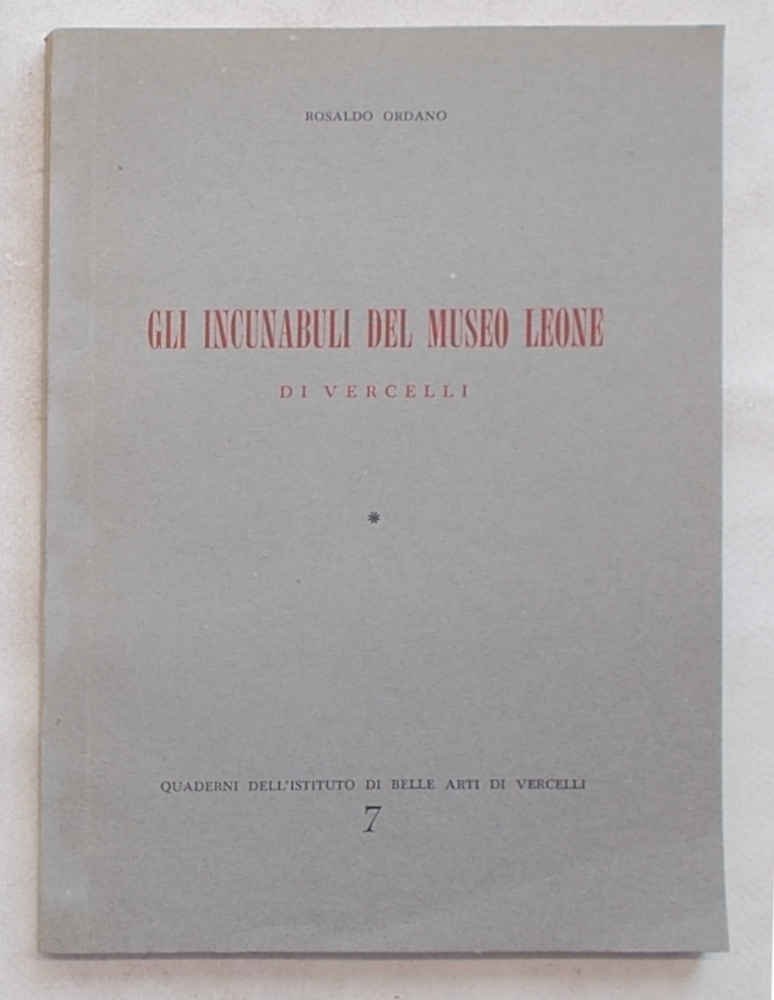 ROSALDO ORDANO
GLI INCUNABULI DEL MUSEO LEONE
DI VERCELLI
*
QUADERNI DELL'ISTITUTO DI BELLE ARTI DI VERCELLI
7